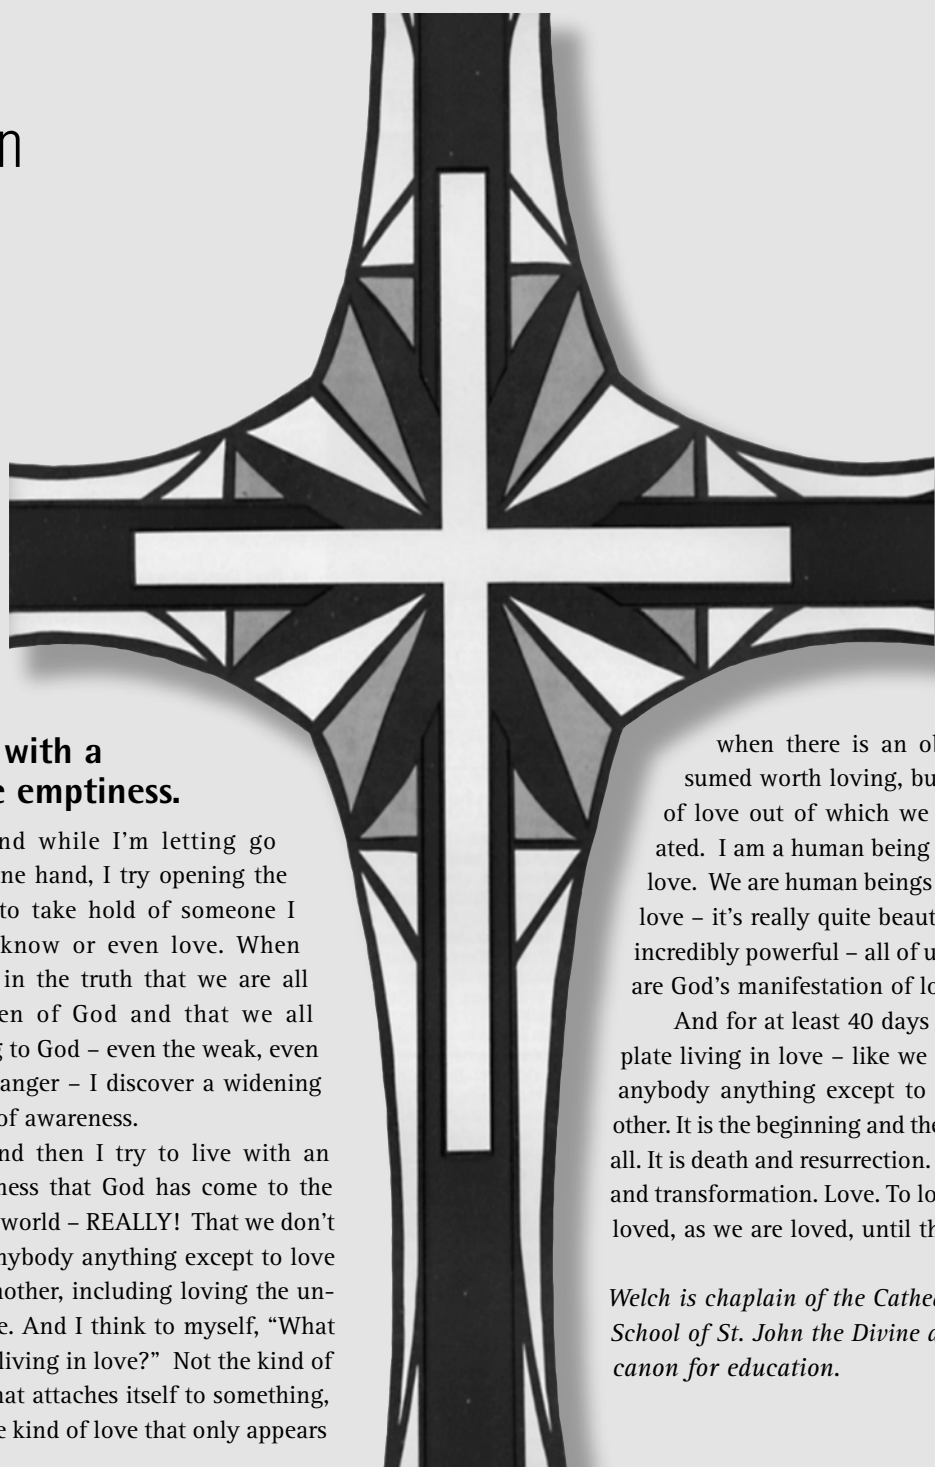 n
with a
emptiness.
nd while I'm letting go
ne hand, I try opening the
to take hold of someone I
know or even love. When
in the truth that we are all
en of God and that we all
g to God – even the weak, even
anger – I discover a widening
of awareness.
nd then I try to live with an
ness that God has come to the
world – REALLY! That we don't
nybody anything except to love
nother, including loving the un-
e. And I think to myself, “What
living in love?” Not the kind of
hat attaches itself to something,
e kind of love that only appears
when there is an ob
sumed worth loving, bu
of love out of which we
ated. I am a human being
love. We are human beings
love – it's really quite beaut
incredibly powerful – all of u
are God's manifestation of lo
And for at least 40 days
plate living in love – like we
anybody anything except to
other. It is the beginning and the
all. It is death and resurrection.
and transformation. Love. To lo
loved, as we are loved, until th
Welch is chaplain of the Cathe
School of St. John the Divine a
canon for education.